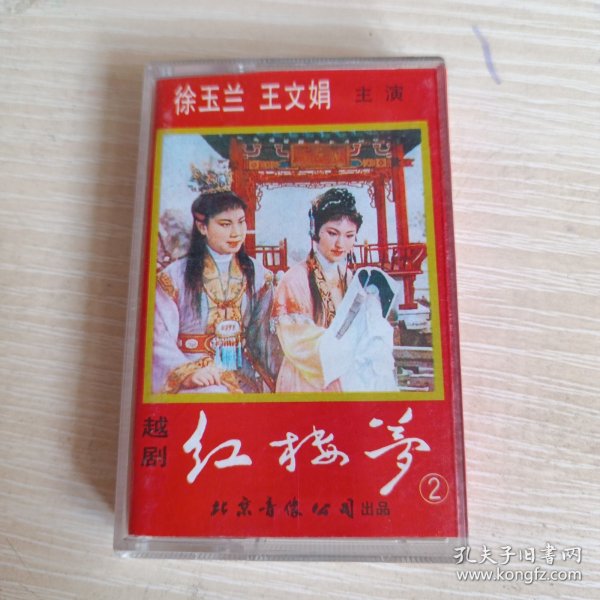 徐玉兰 王文娟 主演
越剧
红楼梦
②
北京音像公司出品
孔夫子旧书网
www.kongfz.com